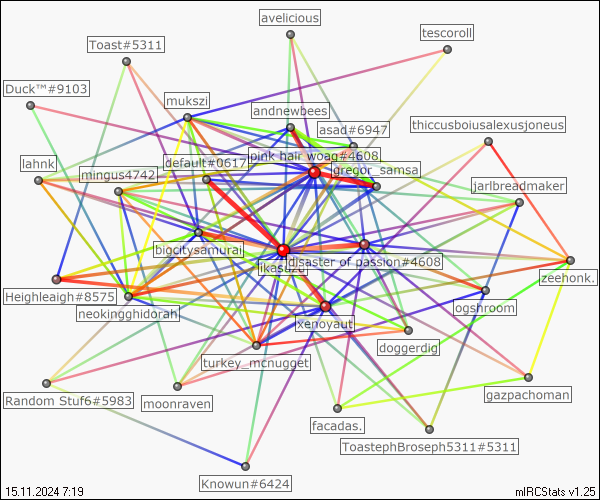 avelicious
tescoroll
Toast#5311
Duck™#9103
mukszi
andnewbees
asad#6947
thiccusboiusalexusjoneus
lahnk
default#0617
pink hair woag#4608
mingus4742
gregor_samsa
jarlbreadmaker
bigcitysamurai
disaster of passion#4608
likasuzu
zeehonk.
Heighleaigh#8575
neokingghidorah
ogshroom
xenoyaut
doggerdig
turkey_mcnugget
Random Stuf6#5983
moonraven
gazpachoman
facadas.
ToastephBroseph5311#5311
Knowun#6424
15.11.2024 7:19
mIRCStats v1.25